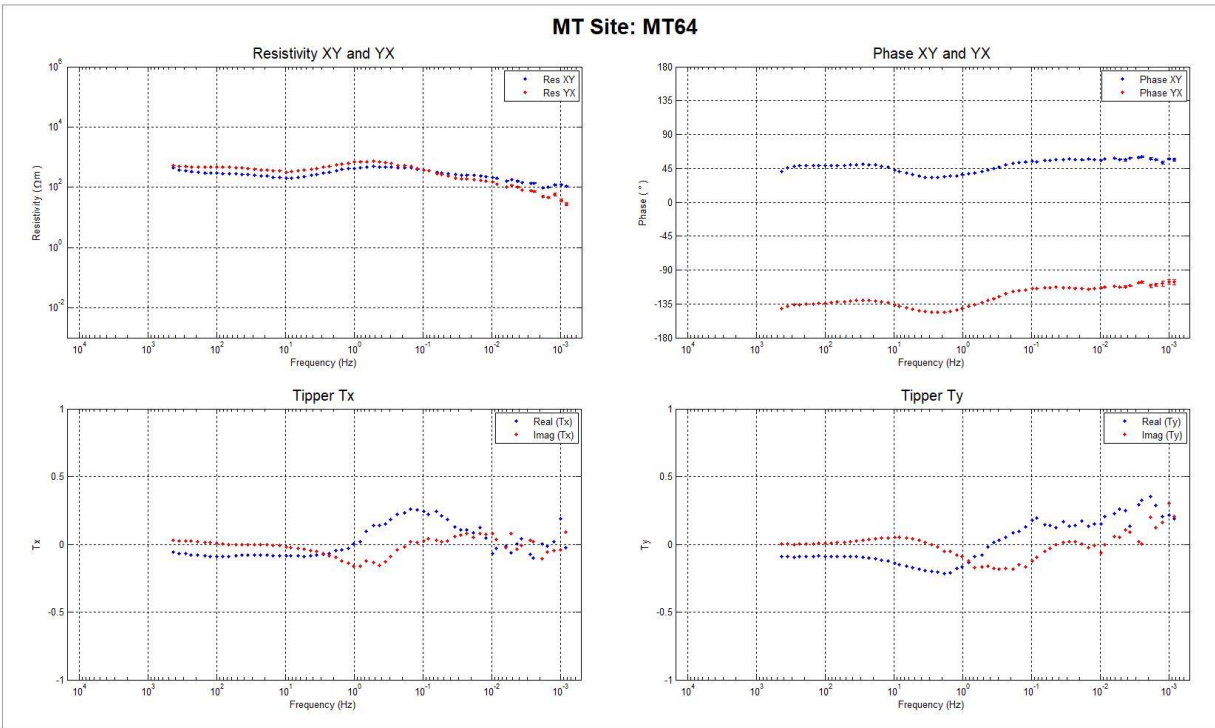 MT Site: MT64
Resistivity XY and YX
10^6
10^4
10^2
10^0
10^-2
Resistivity (Ωm)
Res XY
Res YX
10^4 10^3 10^2 10^1 10^0 10^-1 10^-2 10^-3
Frequency (Hz)
Phase XY and YX
180
135
90
45
0
-45
-90
-135
-180
Phase (°)
Phase XY
Phase YX
10^4 10^3 10^2 10^1 10^0 10^-1 10^-2 10^-3
Frequency (Hz)
Tipper Tx
1
0.5
0
-0.5
-1
Tx
Real (Tx)
Imag (Tx)
10^4 10^3 10^2 10^1 10^0 10^-1 10^-2 10^-3
Frequency (Hz)
Tipper Ty
1
0.5
0
-0.5
-1
Ty
Real (Ty)
Imag (Ty)
10^4 10^3 10^2 10^1 10^0 10^-1 10^-2 10^-3
Frequency (Hz)